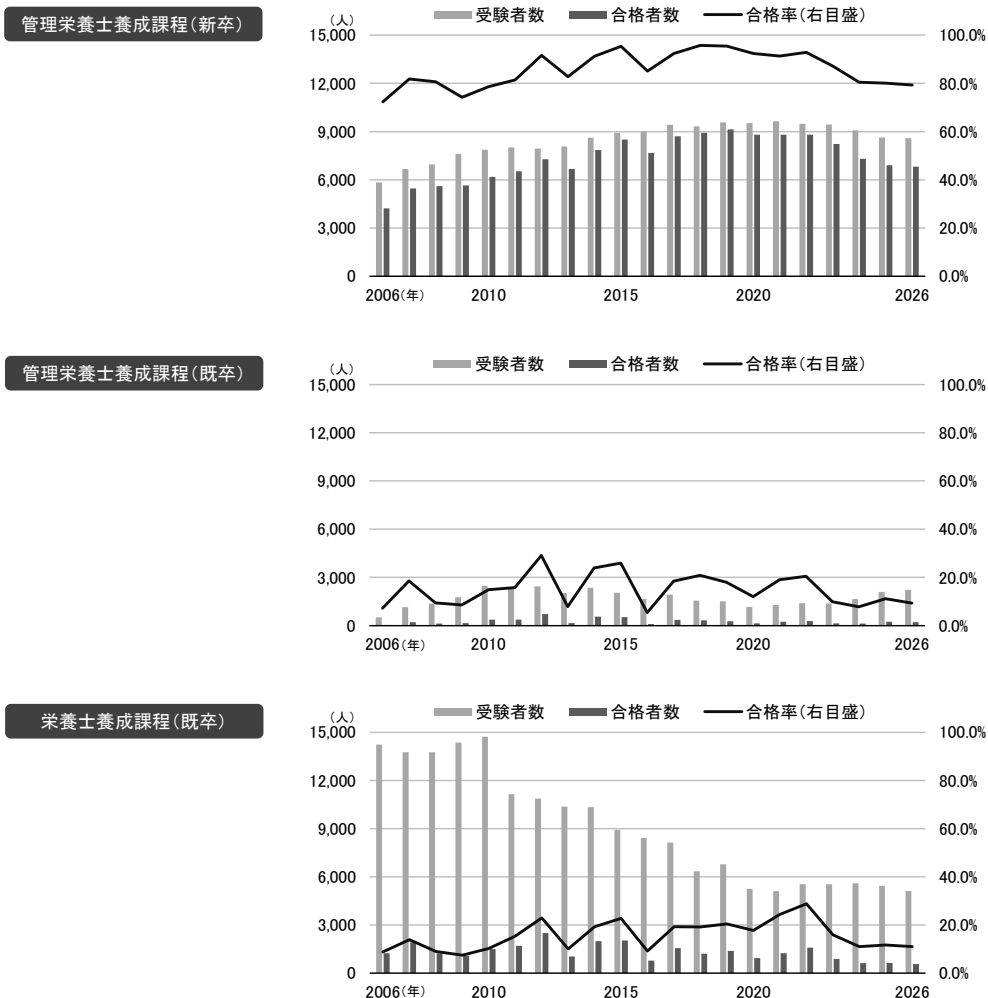 管理栄養士養成課程(新卒)
(人) 受験者数 合格者数 合格率(右目盛)
15,000 100.0%
12,000 80.0%
9,000 60.0%
6,000 40.0%
3,000 20.0%
0 0.0%
2006(年) 2010 2015 2020 2026
管理栄養士養成課程(既卒)
(人) 受験者数 合格者数 合格率(右目盛)
15,000 100.0%
12,000 80.0%
9,000 60.0%
6,000 40.0%
3,000 20.0%
0 0.0%
2006(年) 2010 2015 2020 2026
栄養士養成課程(既卒)
(人) 受験者数 合格者数 合格率(右目盛)
15,000 100.0%
12,000 80.0%
9,000 60.0%
6,000 40.0%
3,000 20.0%
0 0.0%
2006(年) 2010 2015 2020 2026